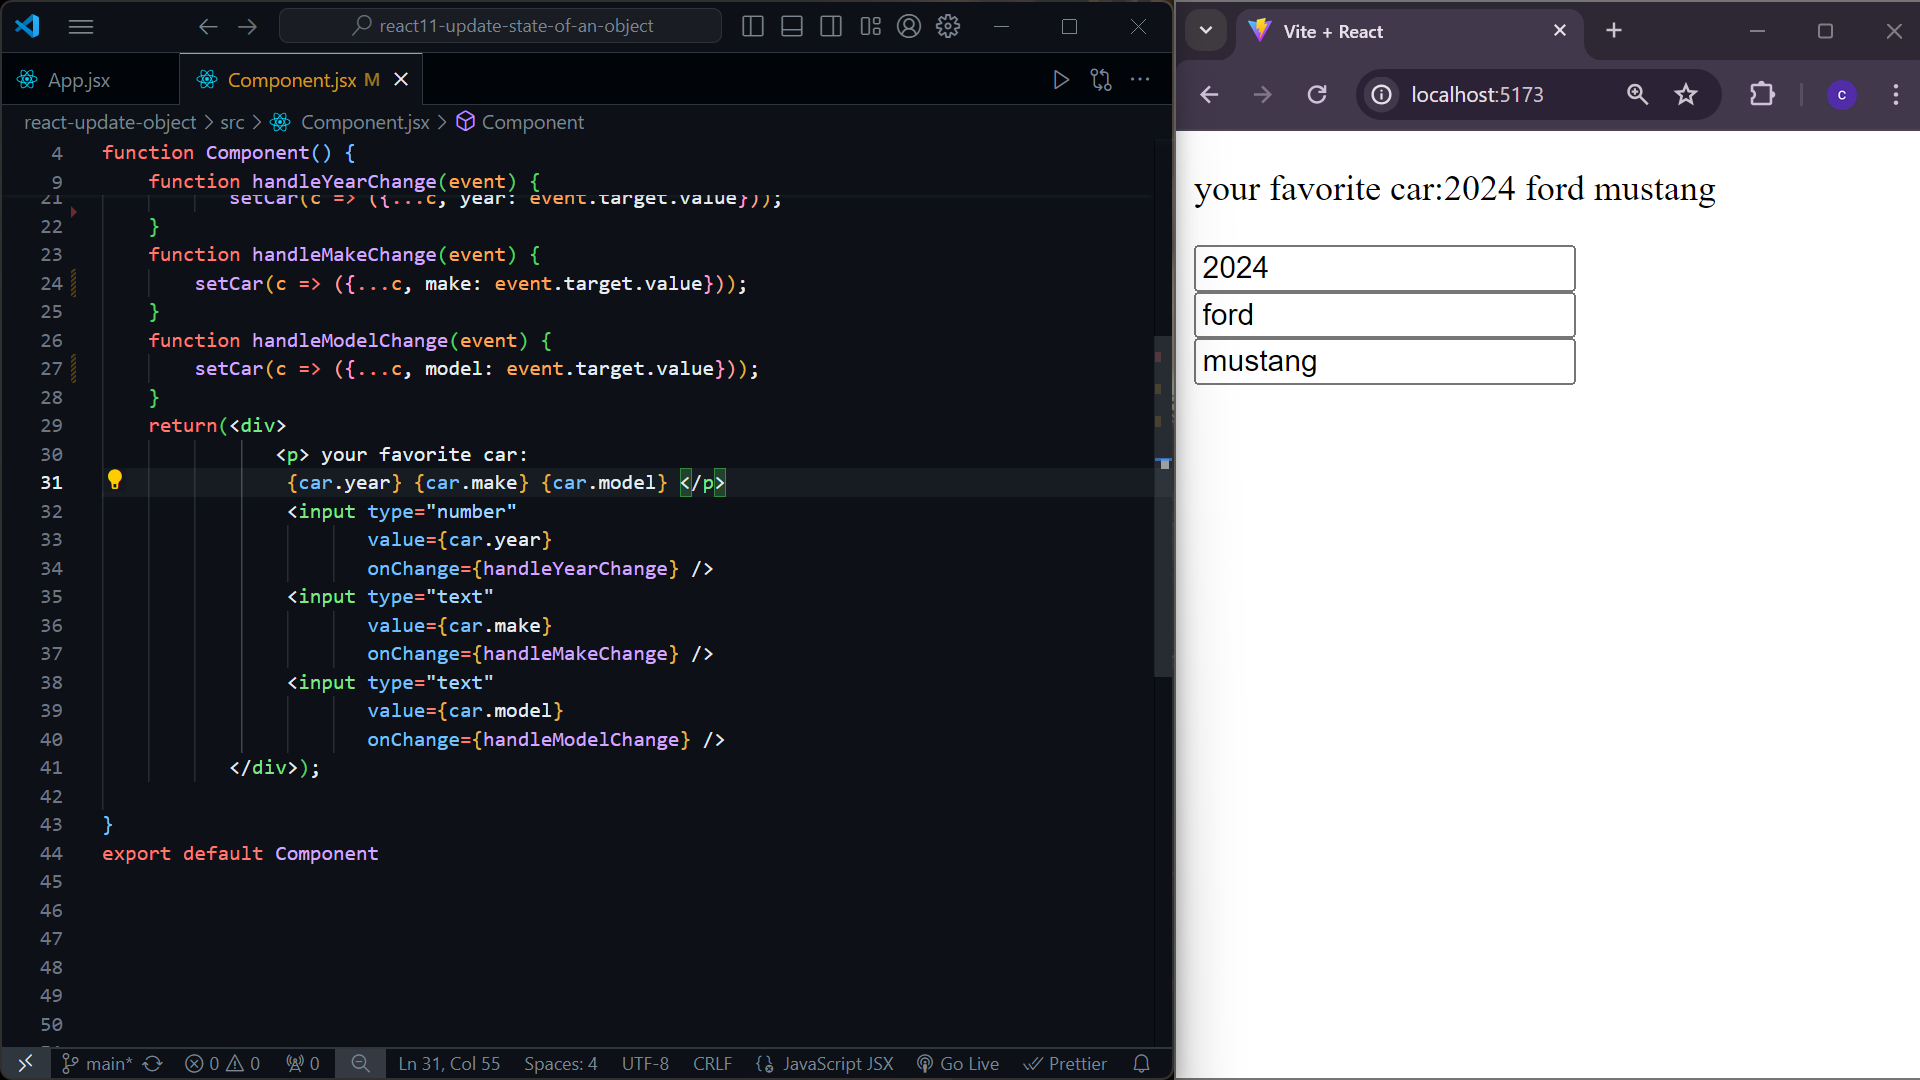 react11-update-state-of-an-object
App.jsx
Component.jsx M
react-update-object > src > Component.jsx > Component
4 function Component() {
9 function handleYearChange(event) {
21 setCar(c => ({...c, year: event.target.value}));
22 }
23 function handleMakeChange(event) {
24 setCar(c => ({...c, make: event.target.value}));
25 }
26 function handleModelChange(event) {
27 setCar(c => ({...c, model: event.target.value}));
28 }
29 return(<div>
30 <p> your favorite car:
31 {car.year} {car.make} {car.model} </p>
32 <input type="number"
33 value={car.year}
34 onChange={handleYearChange} />
35 <input type="text"
36 value={car.make}
37 onChange={handleMakeChange} />
38 <input type="text"
39 value={car.model}
40 onChange={handleModelChange} />
41 </div>);
42
43 }
44 export default Component
45
46
47
48
49
50
main* 0 0 0 Ln 31, Col 55 Spaces: 4 UTF-8 CRLF JavaScript JSX Go Live Prettier
Vite + React
localhost:5173
c
your favorite car:2024 ford mustang
2024
ford
mustang